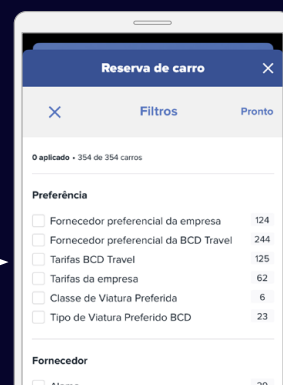 Reserva de carro
Filtros Pronto
0 aplicado • 354 de 354 carros
Preferência
Fornecedor preferencial da empresa 124
Fornecedor preferencial da BCD Travel 244
Tarifas BCD Travel 125
Tarifas da empresa 62
Classe de Viatura Preferida 6
Tipo de Viatura Preferido BCD 23
Fornecedor